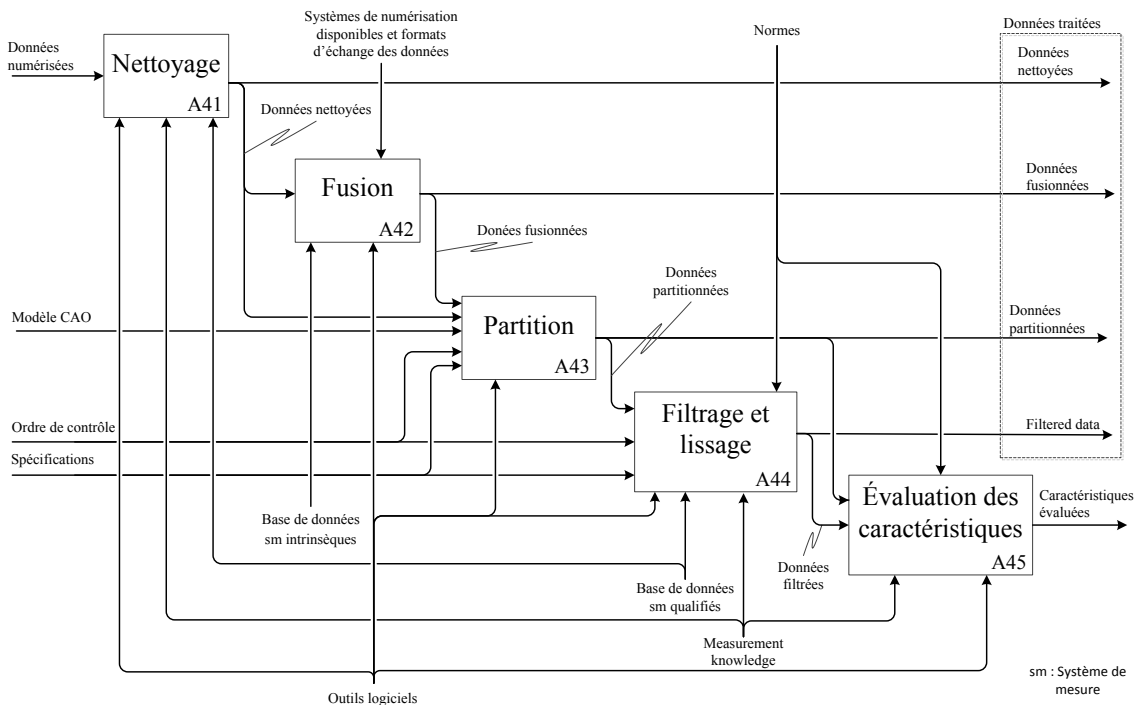 Systèmes de numérisation
disponibles et formats
d'échange des données
Normes
Données traitées
Données
numérisées
Nettoyage
A41
Données
nettoyées
Données nettoyées
Fusion
A42
Données
fusionnées
Donées fusionnées
Données
partitionnées
Modèle CAO
Partition
A43
Données
partitionnées
Ordre de contrôle
Spécifications
Filtrage et
lissage
A44
Filtered data
Évaluation des
caractéristiques
A45
Caractéristiques
évaluées
Base de données
sm intrinsèques
Données
filtrées
Base de données
sm qualifiés
Measurement
knowledge
Outils logiciels
sm : Système de
mesure